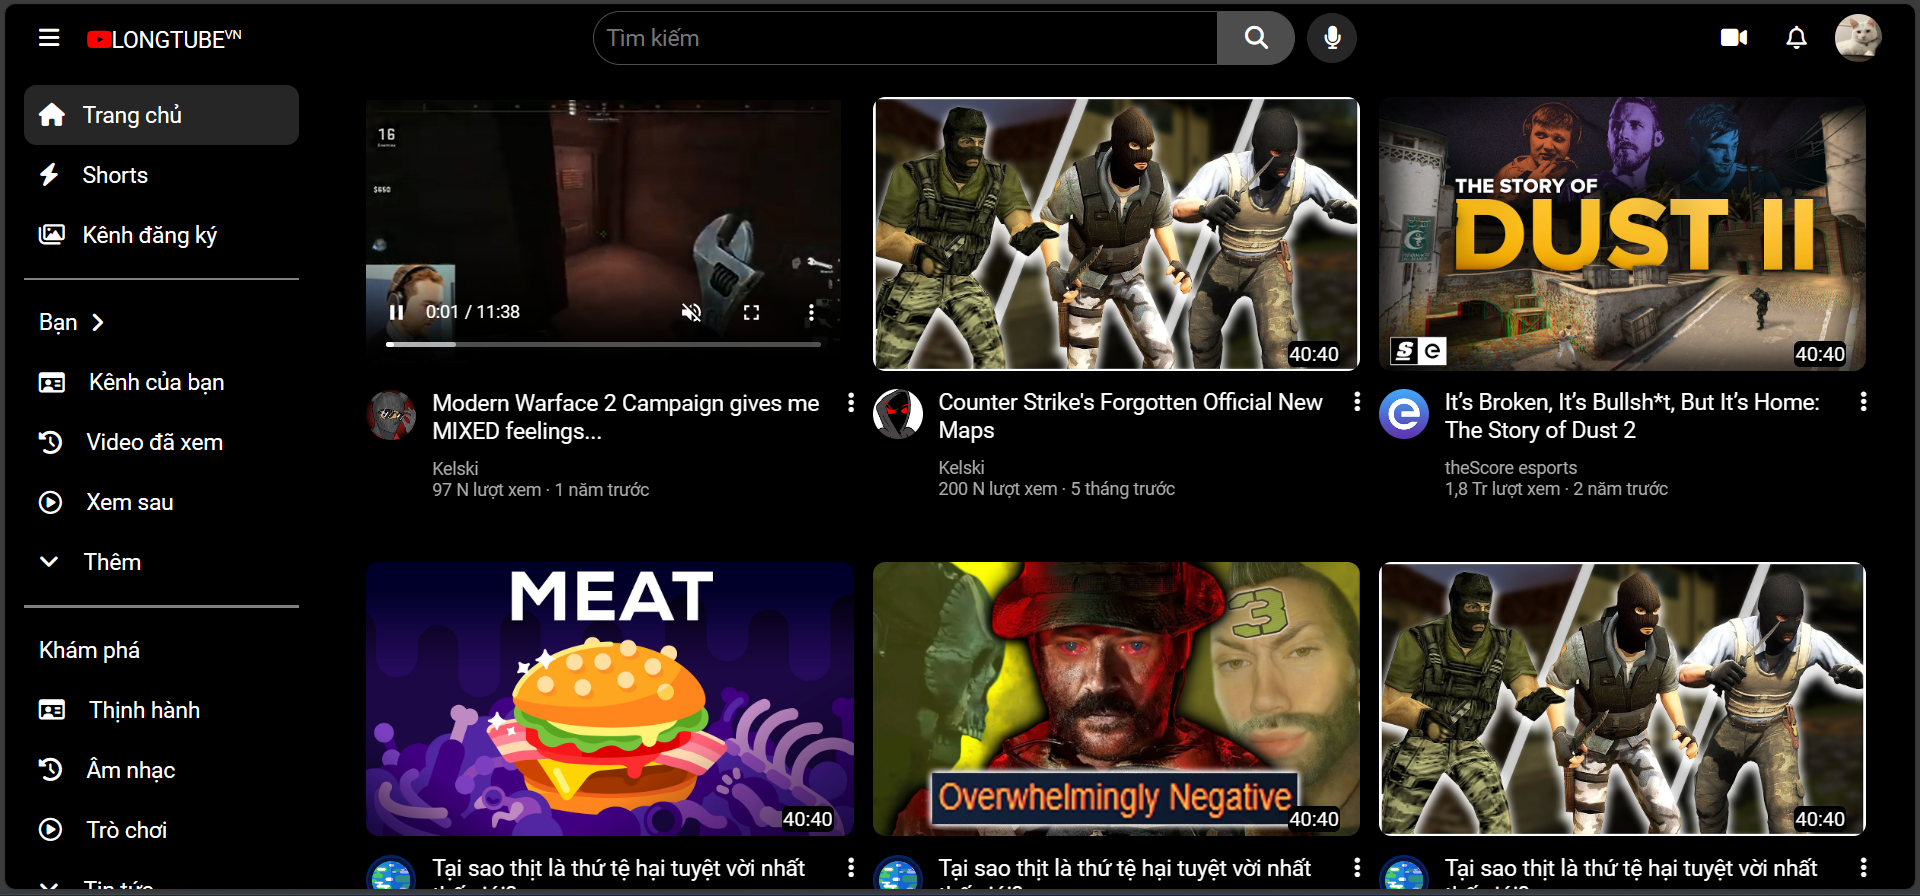 LONGTUBE VN
Tìm kiếm
Trang chủ
Shorts
Kênh đăng ký
Bạn
Kênh của bạn
Video đã xem
Xem sau
Thêm
Khám phá
Thịnh hành
Âm nhạc
Trò chơi
Tin tức
16
Enemies
$650
0:01 / 11:38
Modern Warface 2 Campaign gives me
MIXED feelings...
Kelski
97 N lượt xem · 1 năm trước
40:40
Counter Strike's Forgotten Official New
Maps
Kelski
200 N lượt xem · 5 tháng trước
THE STORY OF
DUST II
S e
40:40
e
It’s Broken, It’s Bullsh*t, But It’s Home:
The Story of Dust 2
theScore esports
1,8 Tr lượt xem · 2 năm trước
MEAT
40:40
Tại sao thịt là thứ tệ hại tuyệt vời nhất
3
Overwhelmingly Negative
40:40
Tại sao thịt là thứ tệ hại tuyệt vời nhất
40:40
Tại sao thịt là thứ tệ hại tuyệt vời nhất